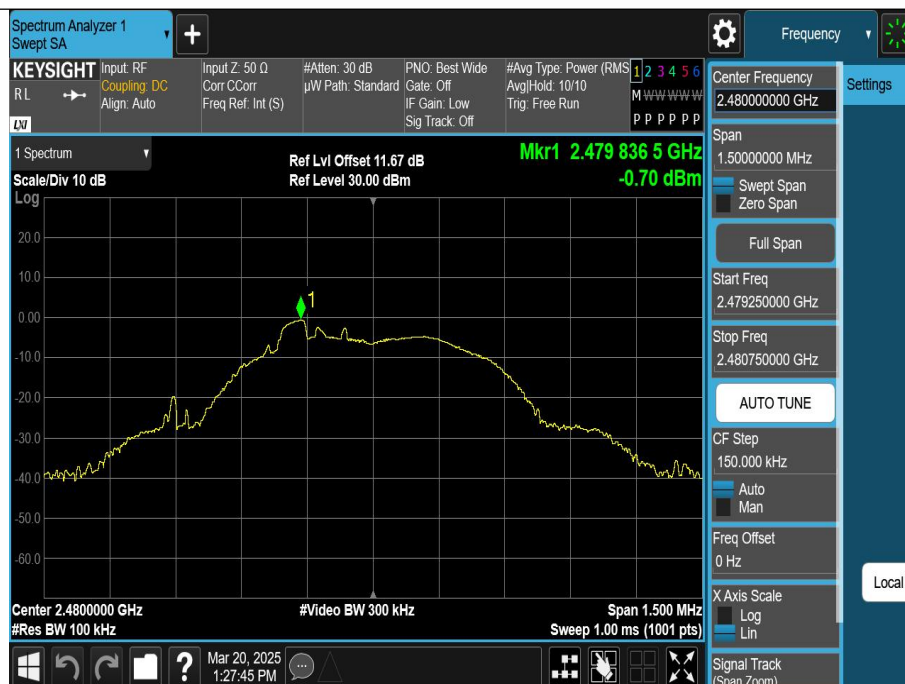 Spectrum Analyzer 1
Swept SA
Frequency
KEYSIGHT
RL
LXI
Input: RF
Coupling: DC
Align: Auto
Input Z: 50 Ω
Corr CCorr
Freq Ref: Int (S)
#Atten: 30 dB
µW Path: Standard
PNO: Best Wide
Gate: Off
IF Gain: Low
Sig Track: Off
#Avg Type: Power (RMS
Avg|Hold: 10/10
Trig: Free Run
1 2 3 4 5 6
M W W W W W
P P P P P P
1 Spectrum
Scale/Div 10 dB
Ref Lvl Offset 11.67 dB
Ref Level 30.00 dBm
Mkr1 2.479 836 5 GHz
-0.70 dBm
Log
20.0
10.0
0.00
-10.0
-20.0
-30.0
-40.0
-50.0
-60.0
1
Center 2.4800000 GHz
#Res BW 100 kHz
#Video BW 300 kHz
Span 1.500 MHz
Sweep 1.00 ms (1001 pts)
?
Mar 20, 2025
1:27:45 PM
Center Frequency
2.480000000 GHz
Settings
Span
1.50000000 MHz
Swept Span
Zero Span
Full Span
Start Freq
2.479250000 GHz
Stop Freq
2.480750000 GHz
AUTO TUNE
CF Step
150.000 kHz
Auto
Man
Freq Offset
0 Hz
X Axis Scale
Log
Lin
Local
Signal Track
(Span Zoom)